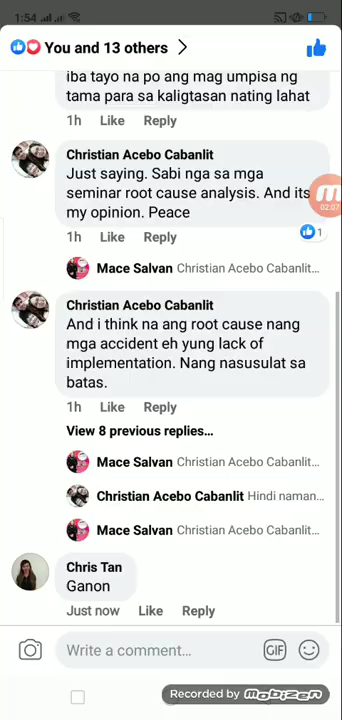 1:54
You and 13 others
iba tayo na po ang mag umpisa ng
tama para sa kaligtasan nating lahat
1h Like Reply
Christian Acebo Cabanlit
Just saying. Sabi nga sa mga
seminar root cause analysis. And its
my opinion. Peace
02:07
1h Like Reply
1
Mace Salvan Christian Acebo Cabanlit...
Christian Acebo Cabanlit
And i think na ang root cause nang
mga accident eh yung lack of
implementation. Nang nasusulat sa
batas.
1h Like Reply
View 8 previous replies...
Mace Salvan Christian Acebo Cabanlit...
Christian Acebo Cabanlit Hindi naman...
Mace Salvan Christian Acebo Cabanlit...
Chris Tan
Ganon
Just now Like Reply
Write a comment...
GIF
Recorded by mobizen